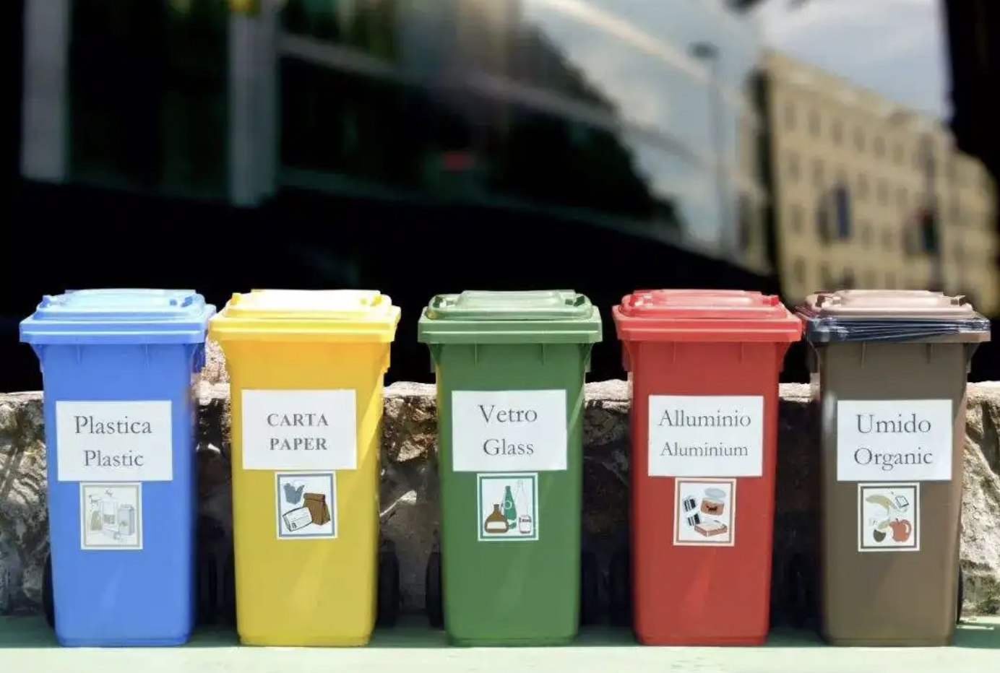 Plastica
Plastic
CARTA
PAPER
Vetro
Glass
Alluminio
Aluminium
Umido
Organic